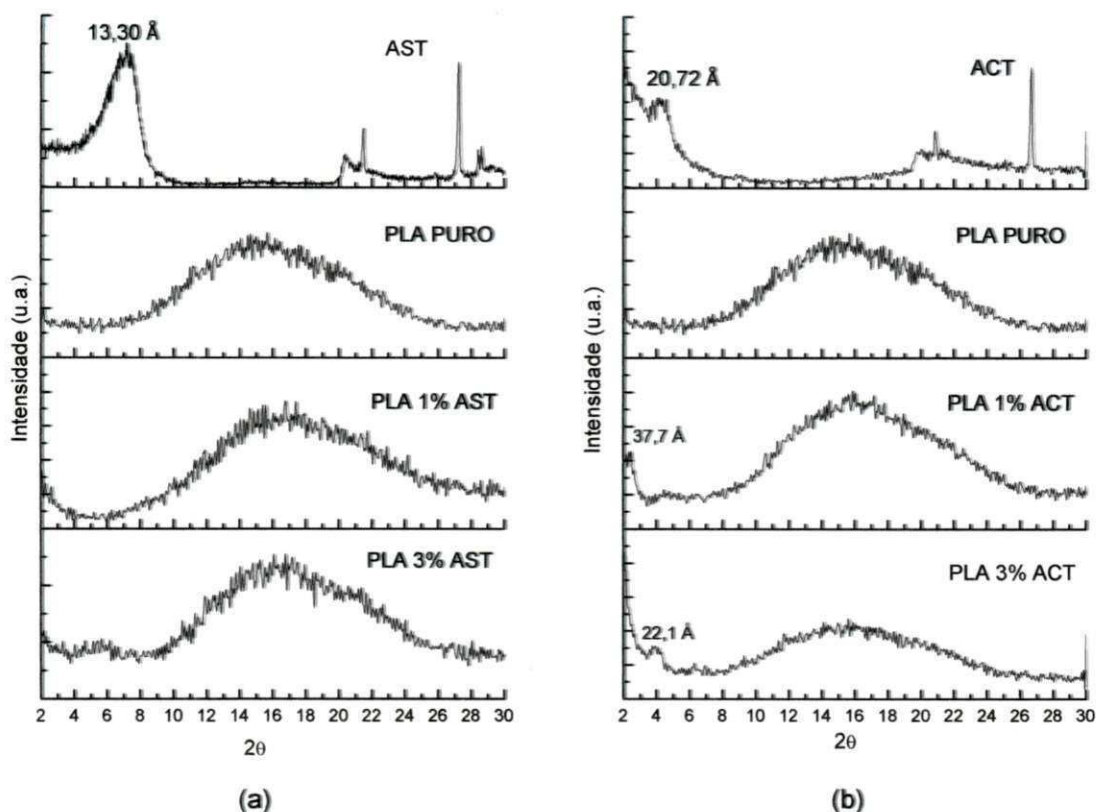 13,30 Å
AST
PLA PURO
PLA 1% AST
PLA 3% AST
Intensidade (u.a.)
2 4 6 8 10 12 14 16 18 20 22 24 26 28 30
2θ
(a)
20,72 Å
ACT
PLA PURO
37,7 Å
PLA 1% ACT
22,1 Å
PLA 3% ACT
Intensidade (u.a.)
2 4 6 8 10 12 14 16 18 20 22 24 26 28 30
2θ
(b)